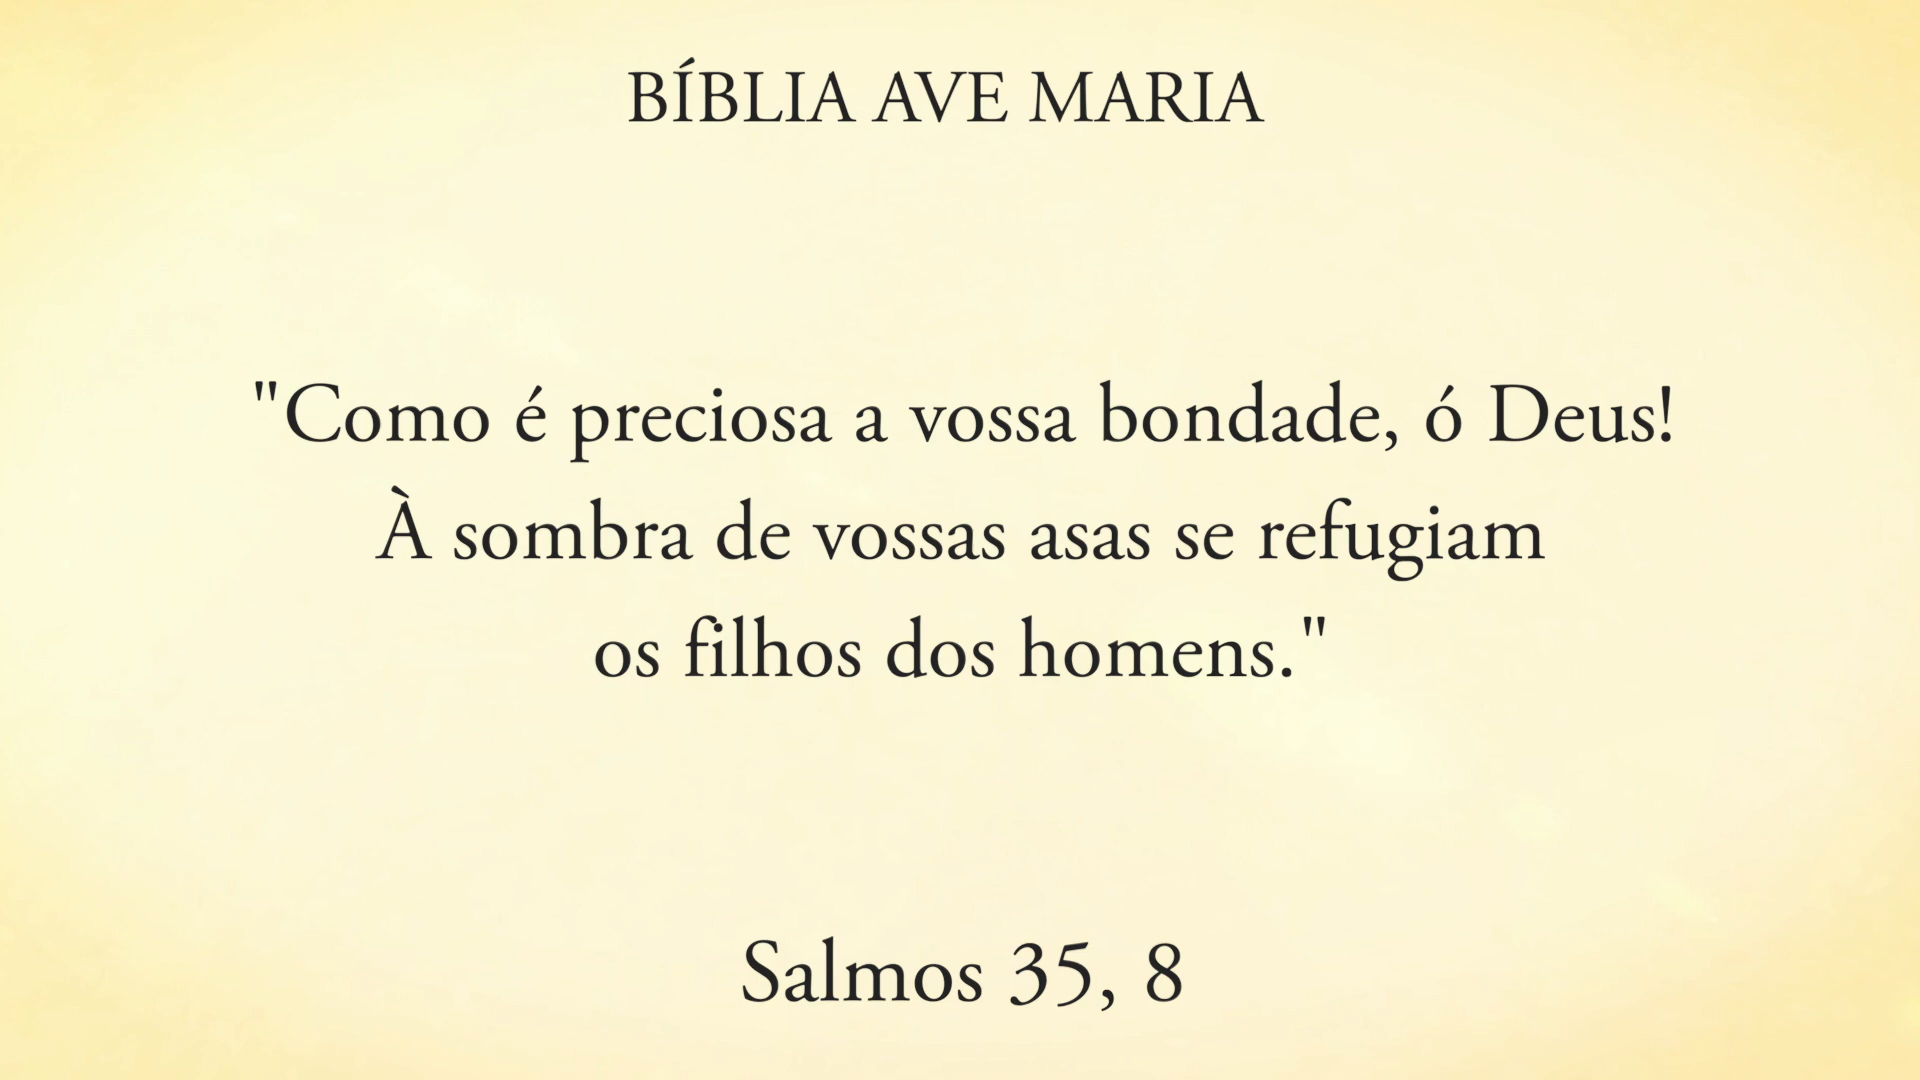 BÍBLIA AVE MARIA
"Como é preciosa a vossa bondade, ó Deus!
À sombra de vossas asas se refugiam
os filhos dos homens."
Salmos 35, 8